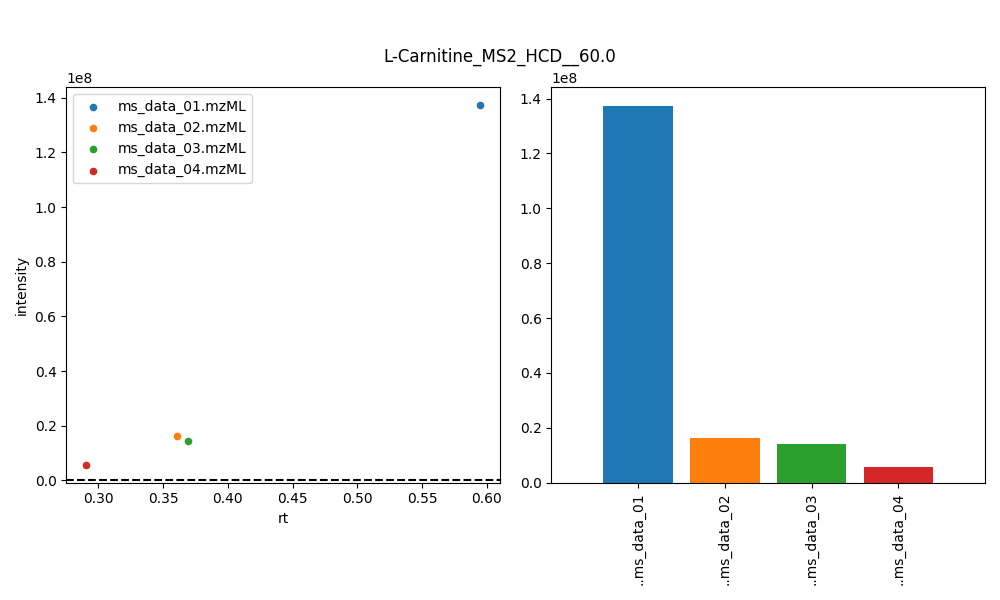 L-Carnitine_MS2_HCD__60.0
1e8
ms_data_01.mzML
ms_data_02.mzML
ms_data_03.mzML
ms_data_04.mzML
1.4
1.2
1.0
0.8
0.6
0.4
0.2
0.0
intensity
0.30 0.35 0.40 0.45 0.50 0.55 0.60
rt
1e8
1.4
1.2
1.0
0.8
0.6
0.4
0.2
0.0
..ms_data_01
..ms_data_02
..ms_data_03
..ms_data_04